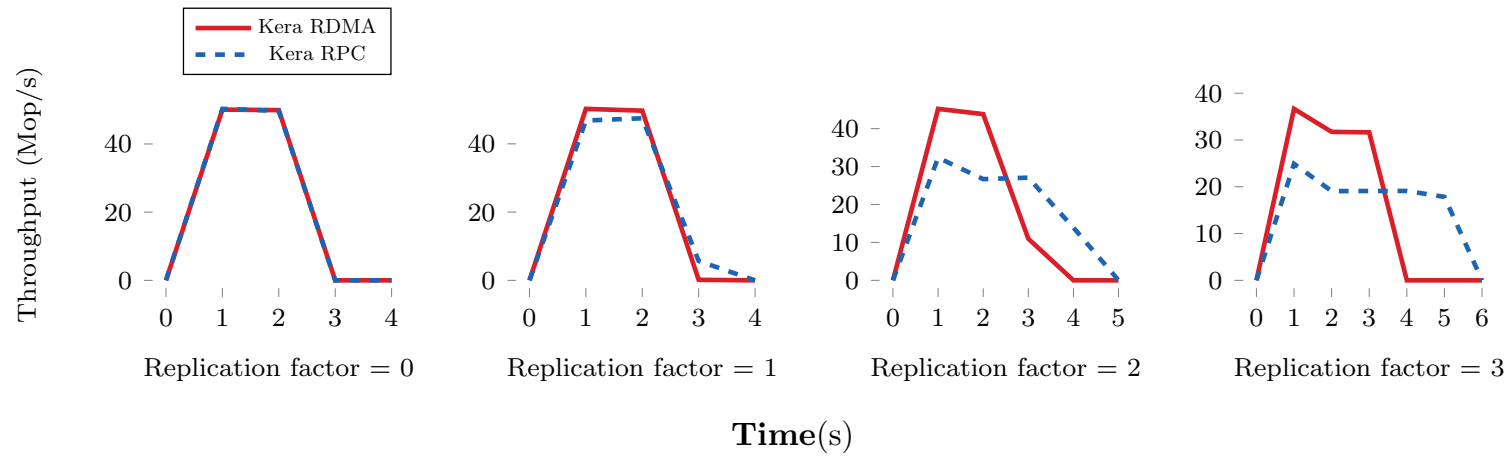 Kera RDMA
Kera RPC
Throughput (Mop/s)
40
20
0
0 1 2 3 4
Replication factor = 0
40
20
0
0 1 2 3 4
Replication factor = 1
40
30
20
10
0
0 1 2 3 4 5
Replication factor = 2
40
30
20
10
0
0 1 2 3 4 5 6
Replication factor = 3
Time(s)